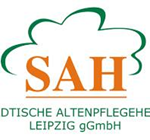 SAH
DTISCHE ALTENPFLEGEHE
LEIPZIG gGmbH